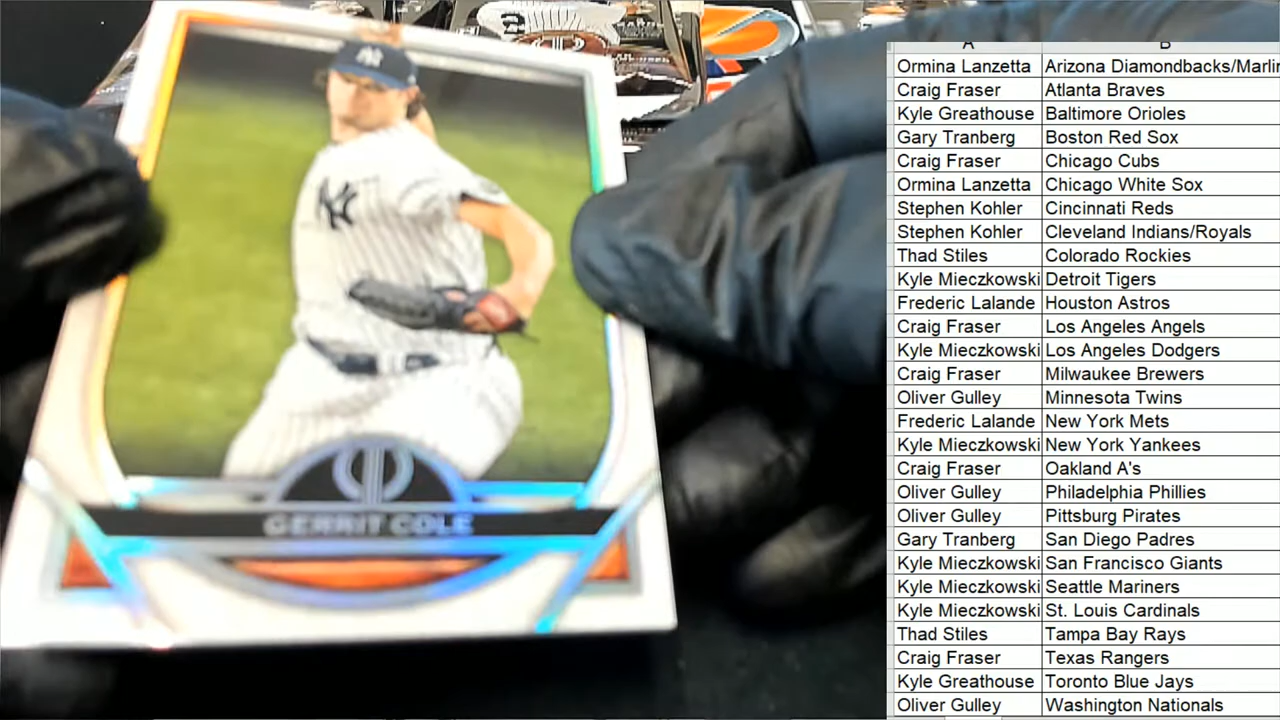 NY
NY
GERRIT COLE
A B
Ormina Lanzetta Arizona Diamondbacks/Marlin
Craig Fraser Atlanta Braves
Kyle Greathouse Baltimore Orioles
Gary Tranberg Boston Red Sox
Craig Fraser Chicago Cubs
Ormina Lanzetta Chicago White Sox
Stephen Kohler Cincinnati Reds
Stephen Kohler Cleveland Indians/Royals
Thad Stiles Colorado Rockies
Kyle Mieczkowski Detroit Tigers
Frederic Lalande Houston Astros
Craig Fraser Los Angeles Angels
Kyle Mieczkowski Los Angeles Dodgers
Craig Fraser Milwaukee Brewers
Oliver Gulley Minnesota Twins
Frederic Lalande New York Mets
Kyle Mieczkowski New York Yankees
Craig Fraser Oakland A's
Oliver Gulley Philadelphia Phillies
Oliver Gulley Pittsburg Pirates
Gary Tranberg San Diego Padres
Kyle Mieczkowski San Francisco Giants
Kyle Mieczkowski Seattle Mariners
Kyle Mieczkowski St. Louis Cardinals
Thad Stiles Tampa Bay Rays
Craig Fraser Texas Rangers
Kyle Greathouse Toronto Blue Jays
Oliver Gulley Washington Nationals